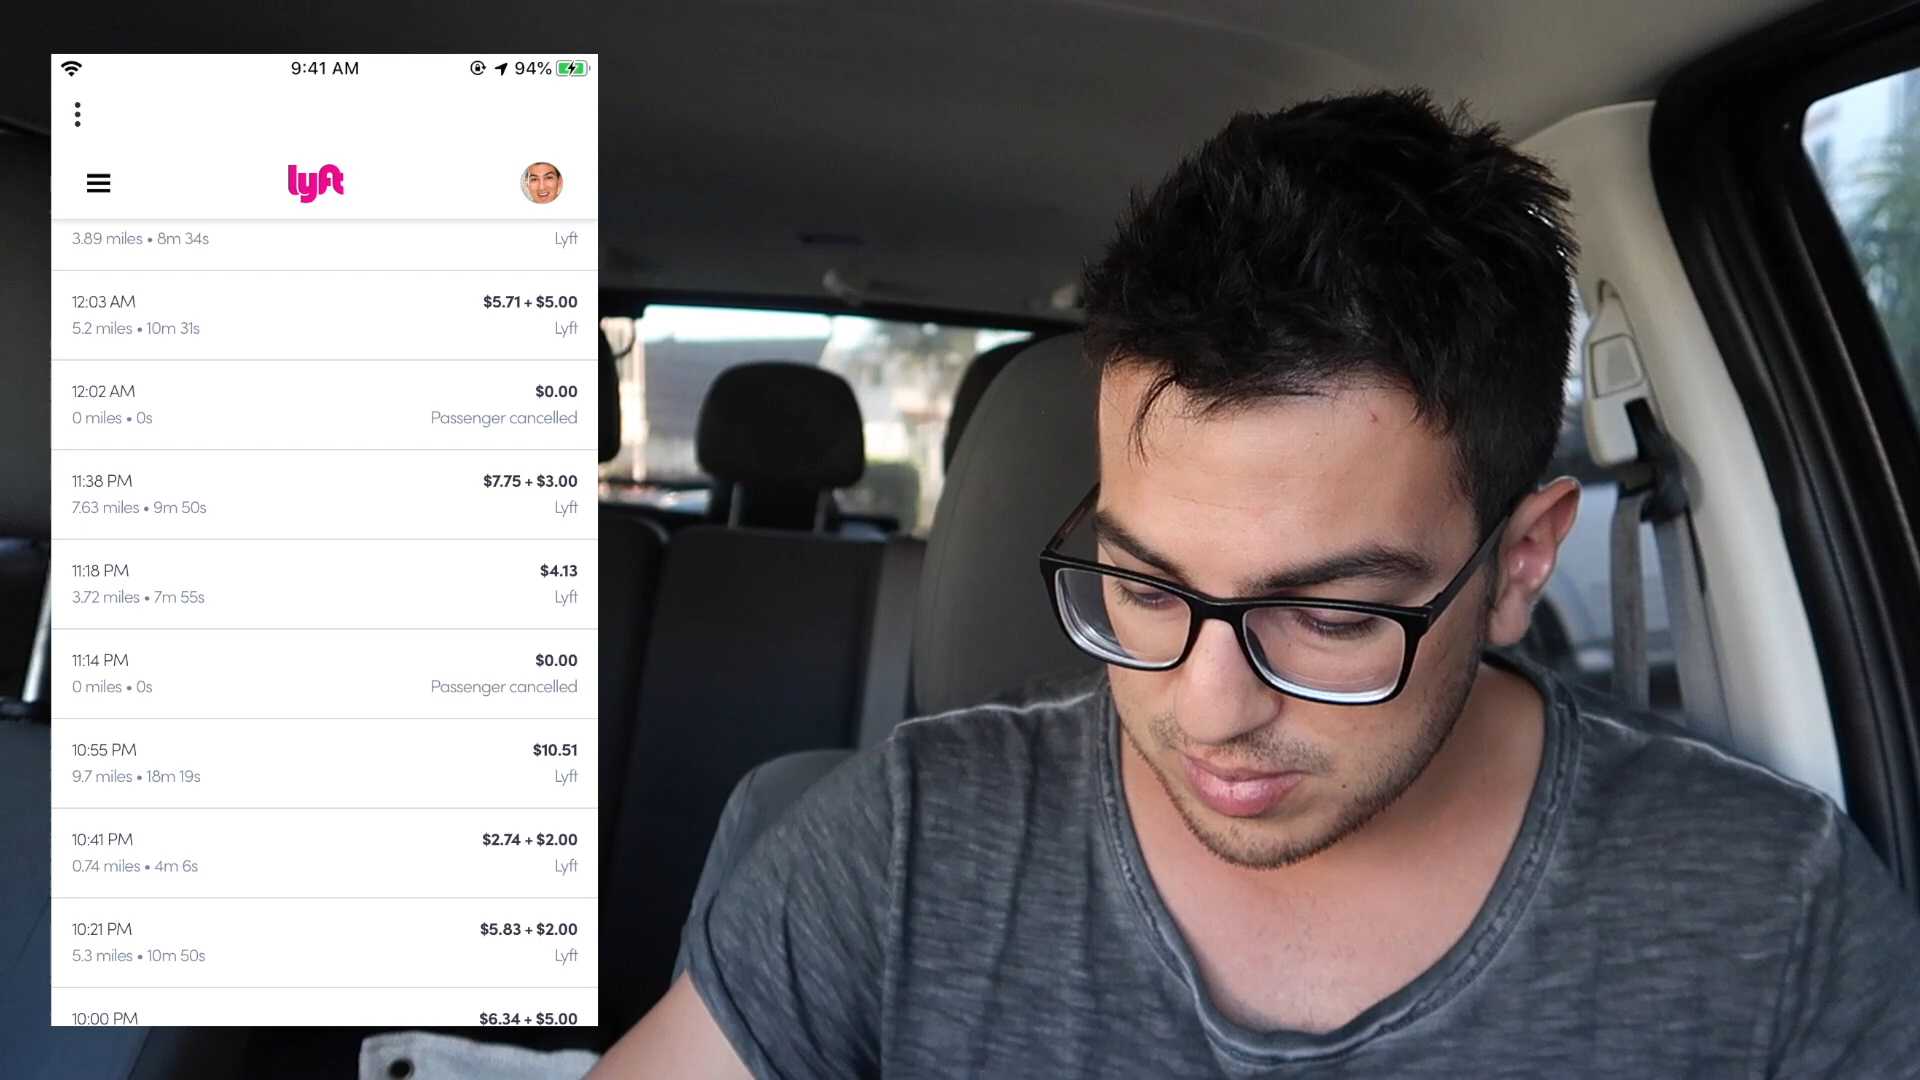 9:41 AM
94%
lyft
3.89 miles • 8m 34s
Lyft
12:03 AM
$5.71 + $5.00
5.2 miles • 10m 31s
Lyft
12:02 AM
$0.00
0 miles • 0s
Passenger cancelled
11:38 PM
$7.75 + $3.00
7.63 miles • 9m 50s
Lyft
11:18 PM
$4.13
3.72 miles • 7m 55s
Lyft
11:14 PM
$0.00
0 miles • 0s
Passenger cancelled
10:55 PM
$10.51
9.7 miles • 18m 19s
Lyft
10:41 PM
$2.74 + $2.00
0.74 miles • 4m 6s
Lyft
10:21 PM
$5.83 + $2.00
5.3 miles • 10m 50s
Lyft
10:00 PM
$6.34 + $5.00